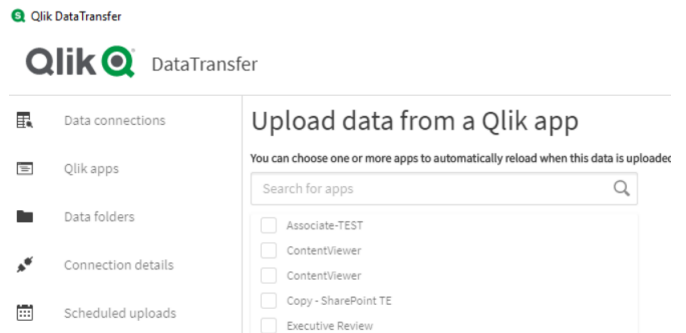 Qlik DataTransfer
Qlik DataTransfer
Data connections
Qlik apps
Data folders
Connection details
Scheduled uploads
Upload data from a Qlik app
You can choose one or more apps to automatically reload when this data is uploaded
Search for apps
Associate-TEST
ContentViewer
ContentViewer
Copy - SharePoint TE
Executive Review